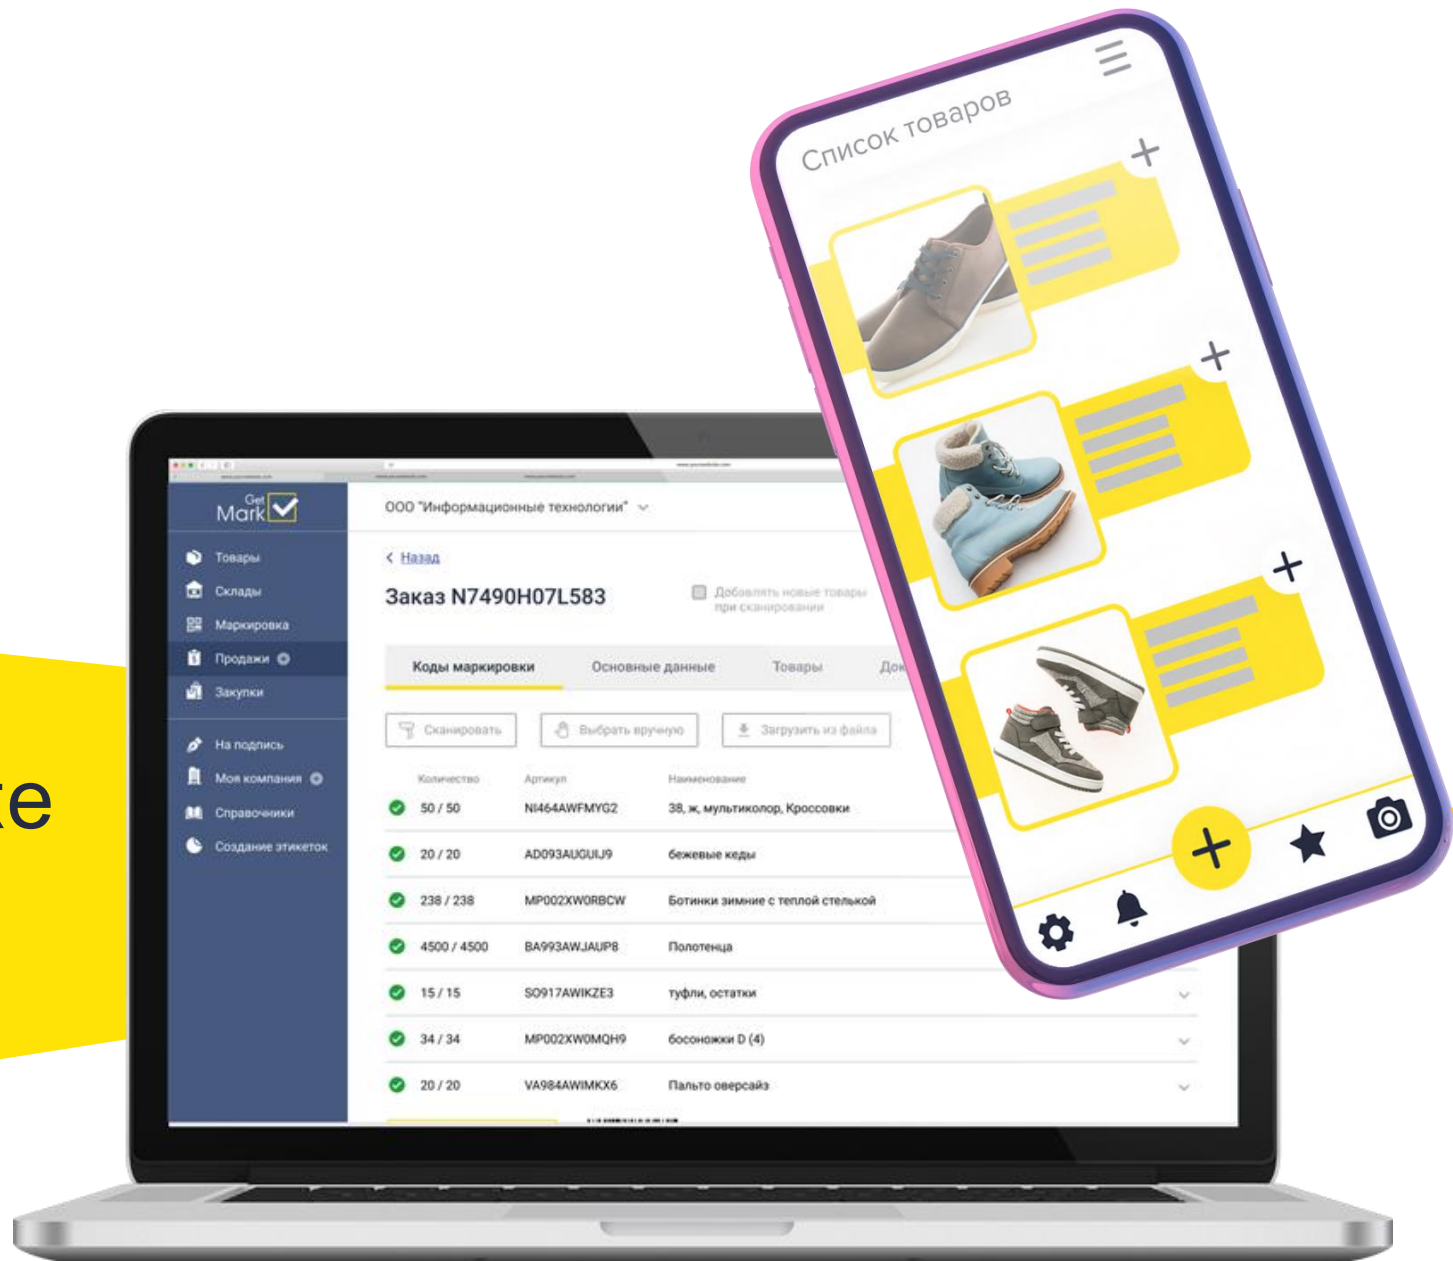 Список товаров
Get
Mark
ООО "Информационные технологии"
Назад
Заказ N7490H07L583
Добавлять новые товары
при сканировании
Товары
Склады
Маркировка
Продажи
Закупки
На подпись
Моя компания
Справочники
Создание этикеток
Коды маркировки Основные данные Товары Док
Сканировать Выбрать вручную Загрузить из файла
Количество Артикул Наименование
50 / 50 NI464AWFMYG2 38, ж, мультиколор, Кроссовки
20 / 20 AD093AUGUIJ9 бежевые кеды
238 / 238 MP002XW0RBCW Ботинки зимние с теплой стелькой
4500 / 4500 BA993AWJAUP8 Полотенца
15 / 15 SO917AWIKZE3 туфли, остатки
34 / 34 MP002XW0MQH9 босоножки D (4)
20 / 20 VA984AWIMKX6 Пальто оверсайз